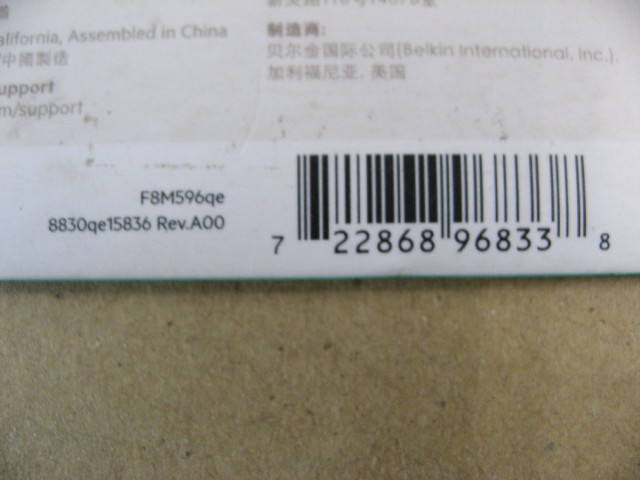 alifornia, Assembled in China
中國製造
upport
m/support
制造商:
贝尔金国际公司(Belkin International, Inc.),
加利福尼亚, 美国
F8M596qe
8830qe15836 Rev.A00
7 22868 96833 8